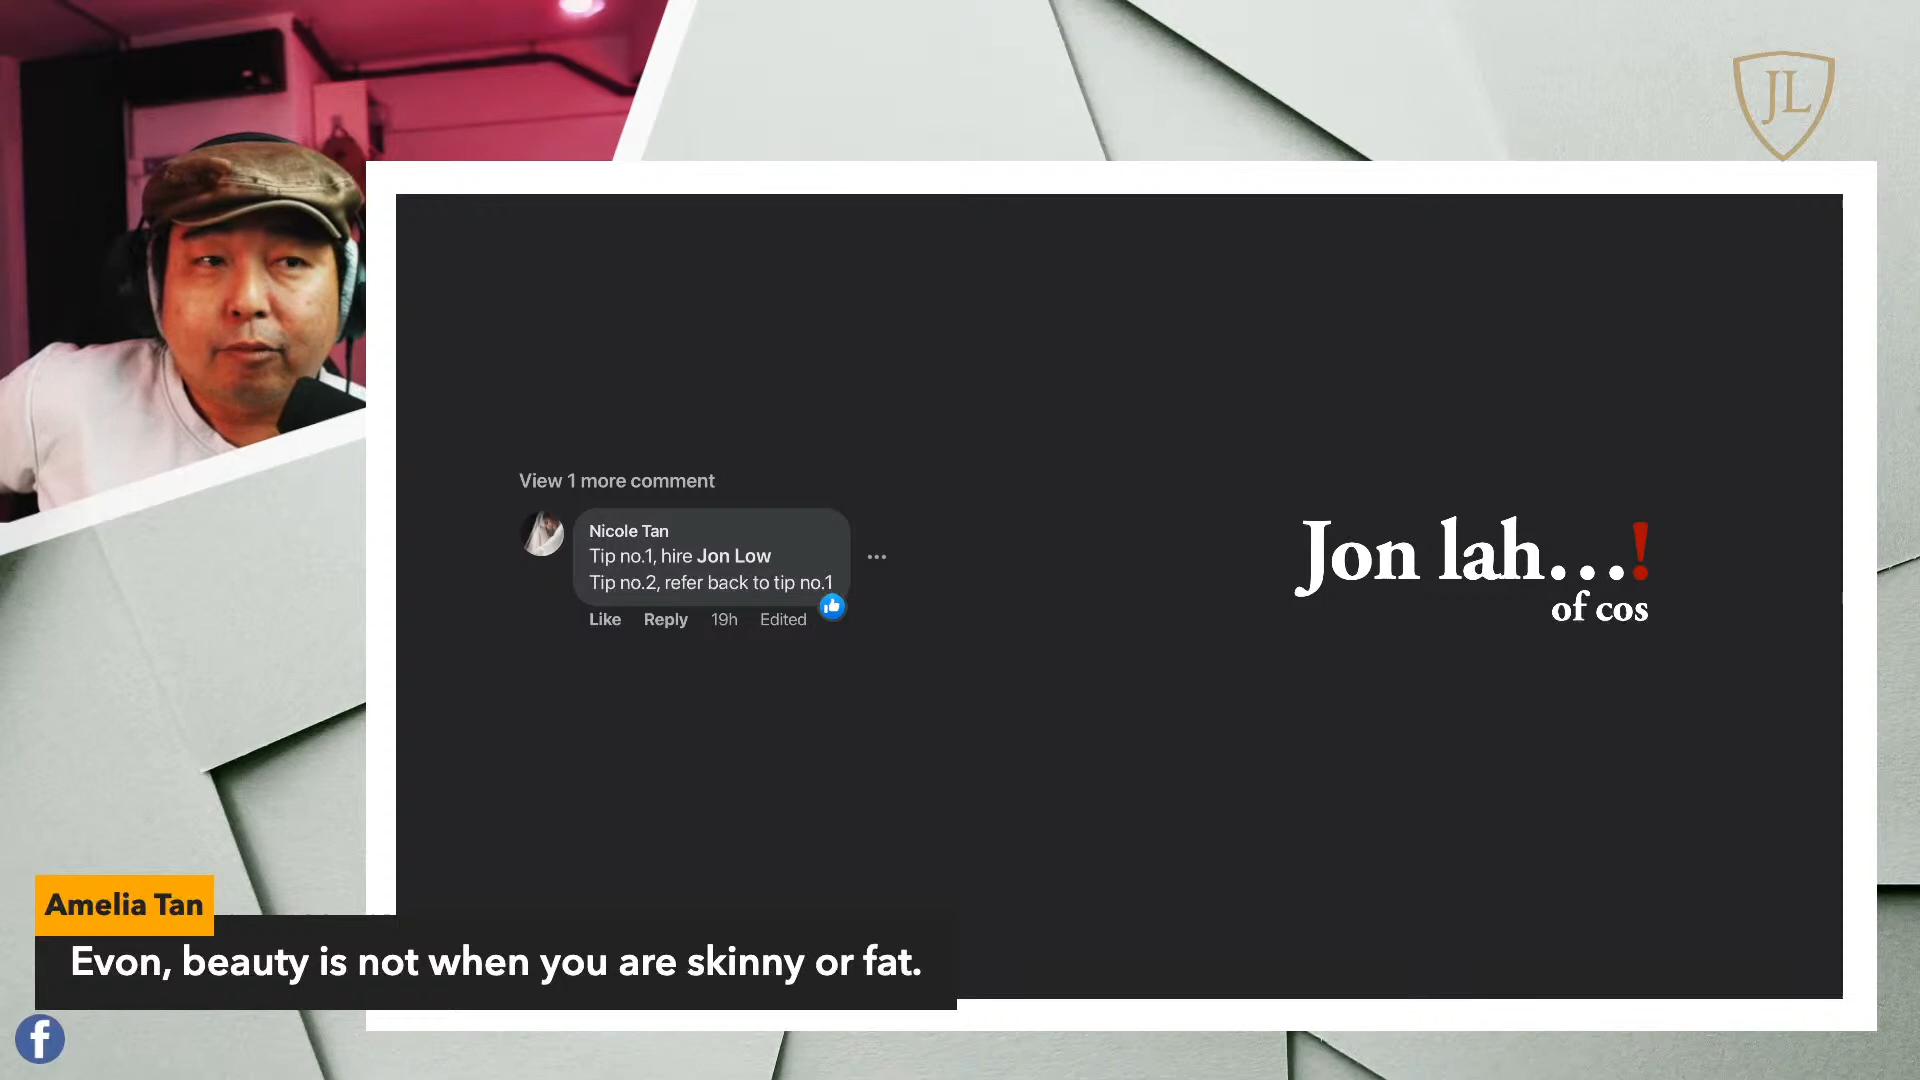 JL
View 1 more comment
Nicole Tan
Tip no.1, hire Jon Low
Tip no.2, refer back to tip no.1
Like Reply 19h Edited
Jon lah...!
of cos
Amelia Tan
Evon, beauty is not when you are skinny or fat.
f